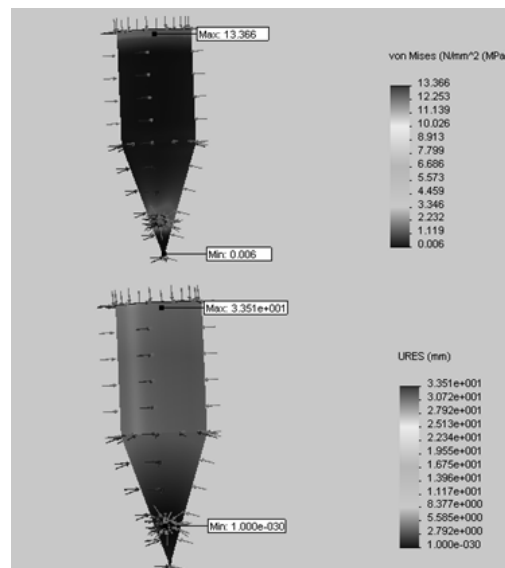 Max: 13.366
von Mises (N/mm^2 (MPa
13.366
12.253
11.139
10.026
8.913
7.799
6.686
5.573
4.459
3.346
2.232
1.119
0.006
Min: 0.006
Max: 3.351e+001
URES (mm)
3.351e+001
3.072e+001
2.792e+001
2.513e+001
2.234e+001
1.955e+001
1.675e+001
1.396e+001
1.117e+001
8.377e+000
5.585e+000
2.792e+000
1.000e-030
Min: 1.000e-030